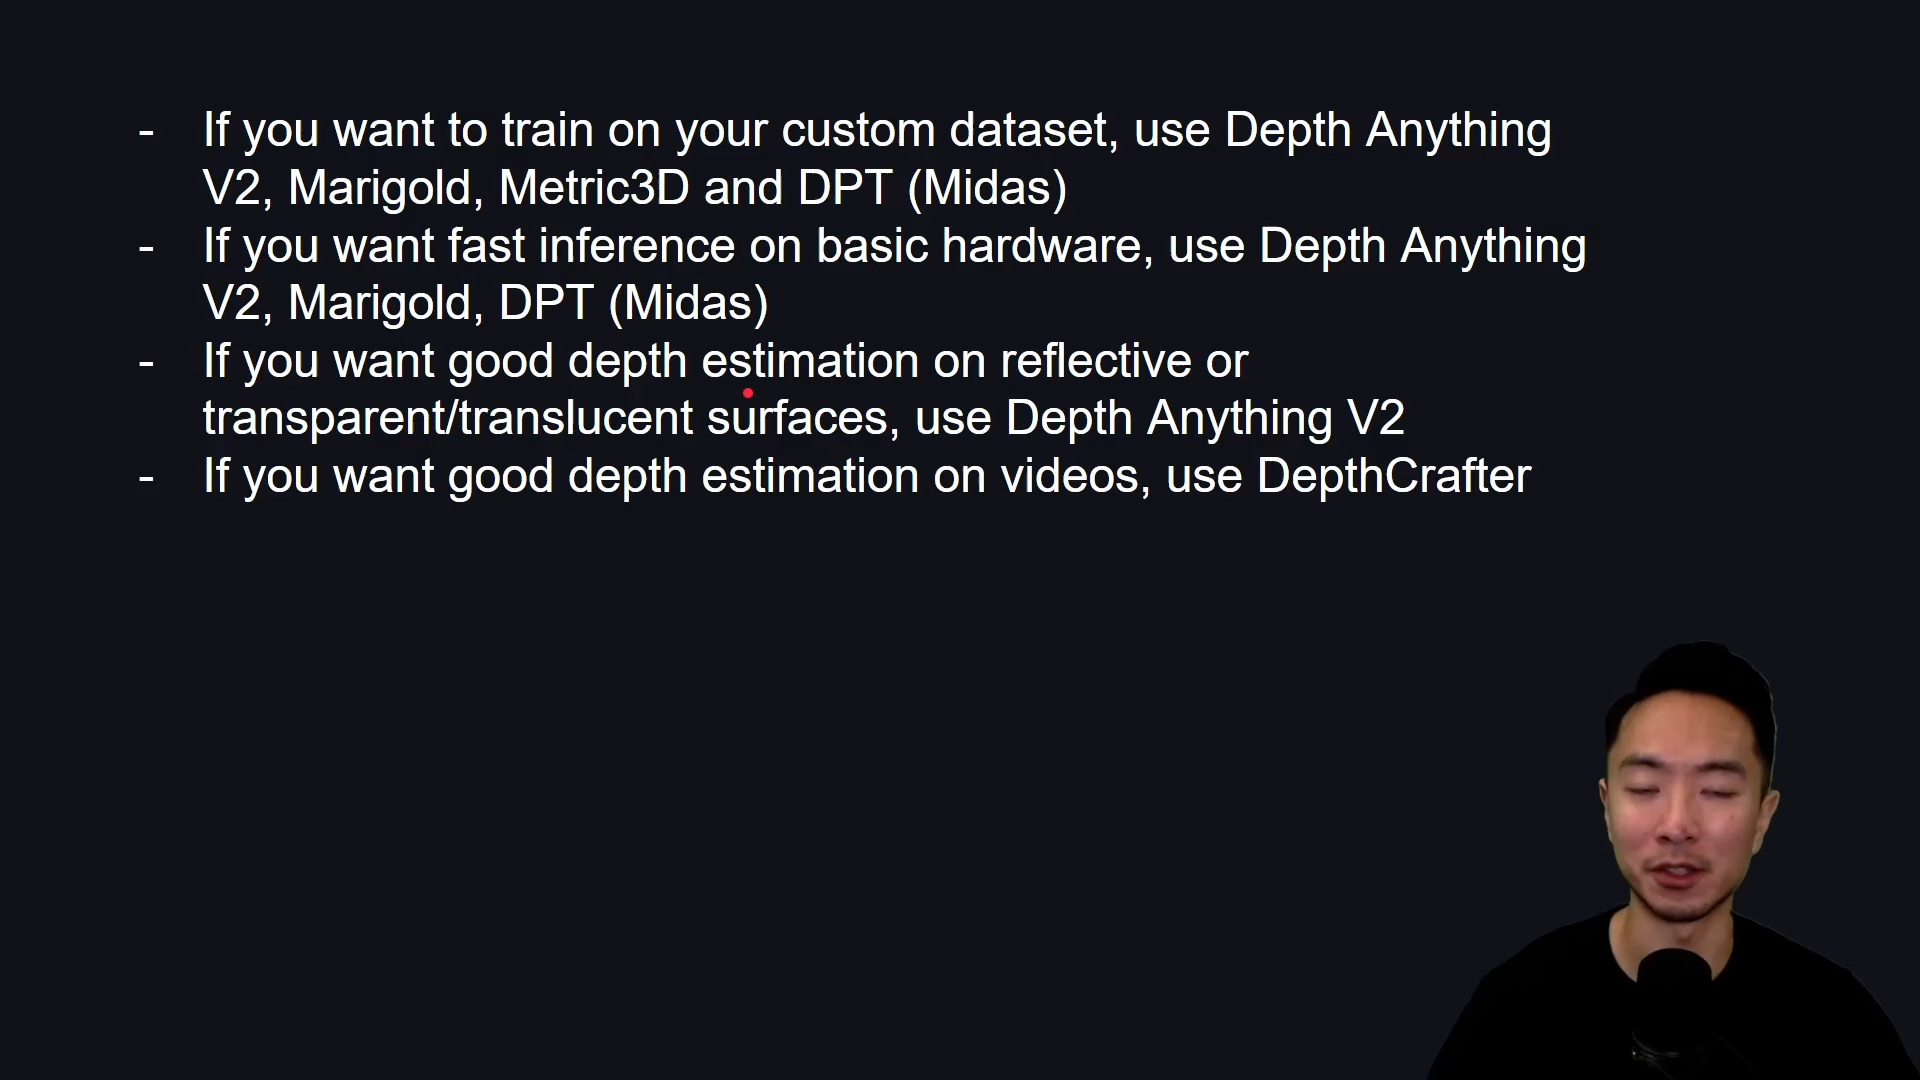 - If you want to train on your custom dataset, use Depth Anything
V2, Marigold, Metric3D and DPT (Midas)
- If you want fast inference on basic hardware, use Depth Anything
V2, Marigold, DPT (Midas)
- If you want good depth estimation on reflective or
transparent/translucent surfaces, use Depth Anything V2
- If you want good depth estimation on videos, use DepthCrafter